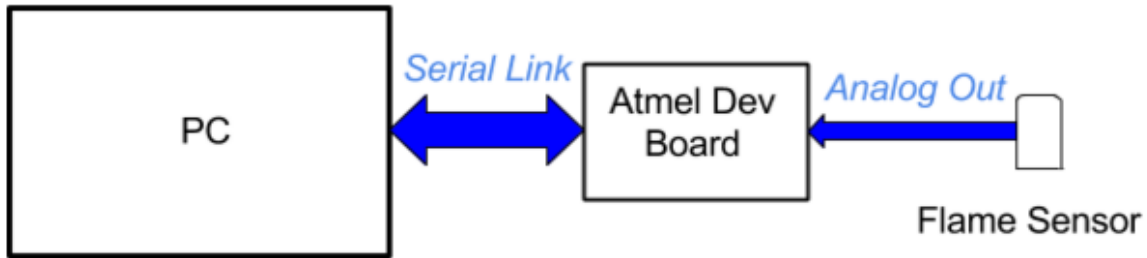 PC
Serial Link
Atmel Dev
Board
Analog Out
Flame Sensor